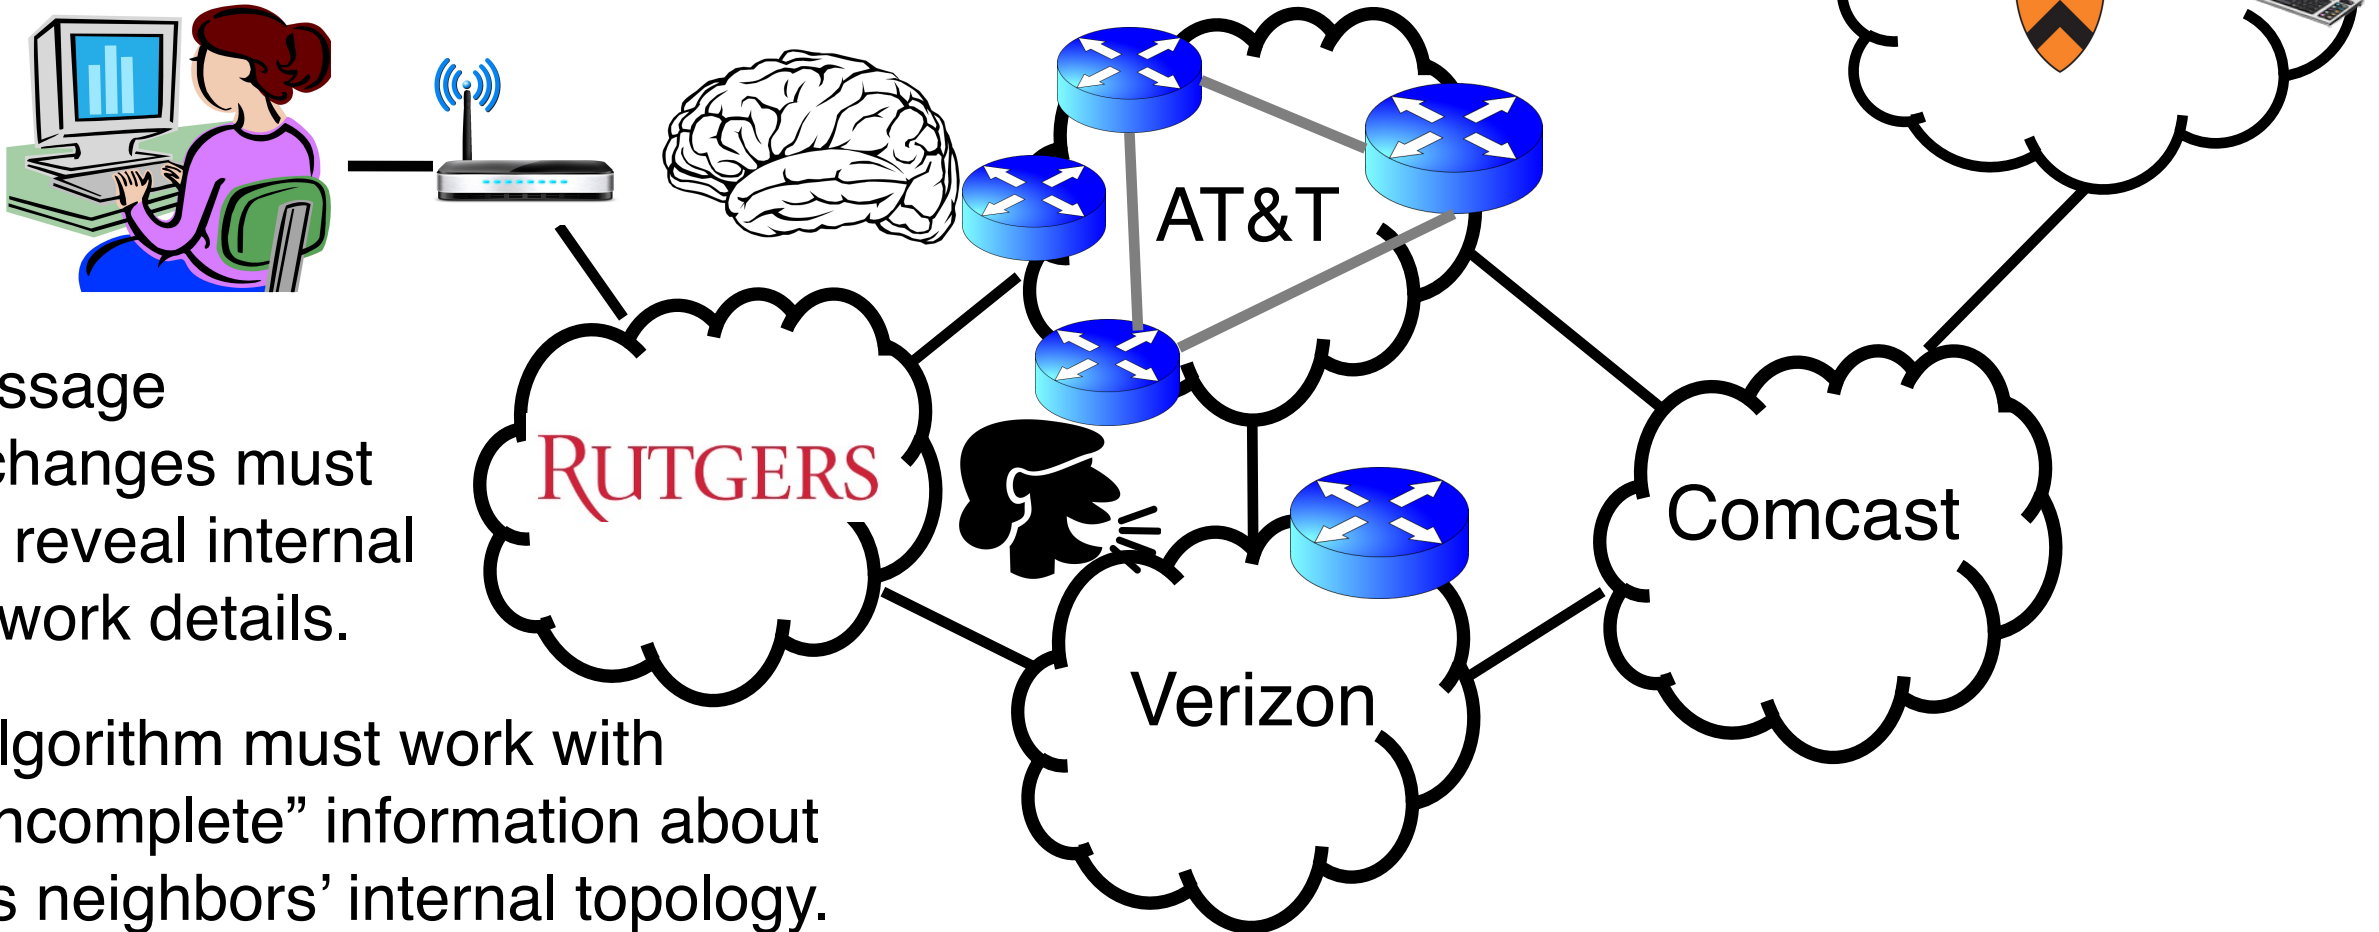 AT&T
ssage
changes must
reveal internal
work details.
RUTGERS
Comcast
Verizon
lgorithm must work with
ncomplete” information about
s neighbors’ internal topology.